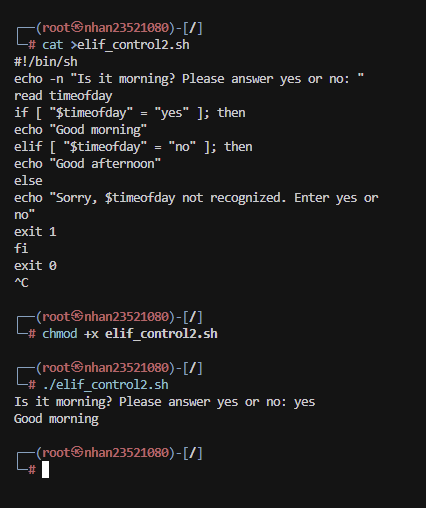 ┌──(root㉿nhan23521080)-[/]
└─# cat >elif_control2.sh
#!/bin/sh
echo -n "Is it morning? Please answer yes or no: "
read timeofday
if [ "$timeofday" = "yes" ]; then
echo "Good morning"
elif [ "$timeofday" = "no" ]; then
echo "Good afternoon"
else
echo "Sorry, $timeofday not recognized. Enter yes or
no"
exit 1
fi
exit 0
^C
┌──(root㉿nhan23521080)-[/]
└─# chmod +x elif_control2.sh
┌──(root㉿nhan23521080)-[/]
└─# ./elif_control2.sh
Is it morning? Please answer yes or no: yes
Good morning
┌──(root㉿nhan23521080)-[/]
└─#